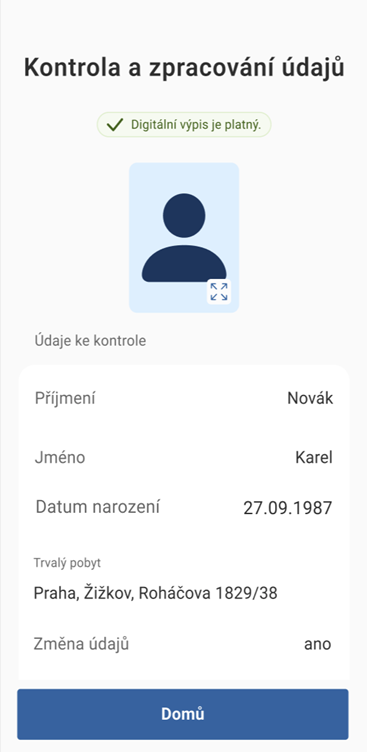 Kontrola a zpracování údajů
Digitální výpis je platný.
Údaje ke kontrole
Příjmení Novák
Jméno Karel
Datum narození 27.09.1987
Trvalý pobyt
Praha, Žižkov, Roháčova 1829/38
Změna údajů ano
Domů